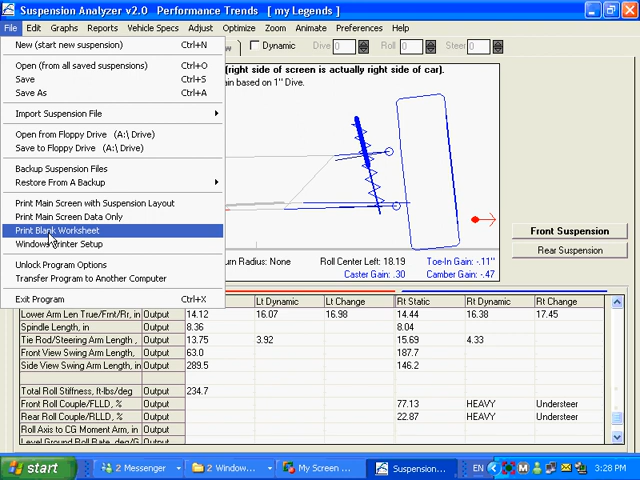 Suspension Analyzer v2.0    Performance Trends    [ my Legends ]
File  Edit  Graphs  Reports  Vehicle Specs  Adjust  Optimize  Zoom  Animate  Preferences  Help
Dynamic  Dive 0  Roll 0  Steer 0
New (start new suspension)  Ctrl+N
Open (from all saved suspensions)  Ctrl+O
Save  Ctrl+S
Save As  Ctrl+A
Import Suspension File
Open from Floppy Drive  (A:\ Drive)
Save to Floppy Drive  (A:\ Drive)
Backup Suspension Files
Restore From A Backup
Print Main Screen with Suspension Layout
Print Main Screen Data Only
Print Blank Worksheet
Windows Printer Setup
Unlock Program Options
Transfer Program to Another Computer
Exit Program  Ctrl+X
(right side of screen is actually right side of car).
based on 1" Dive.
Radius: None  Roll Center Left: 18.19  Toe-In Gain: -.11"
Caster Gain: .30  Camber Gain: -.47
Front Suspension
Rear Suspension
Lt Dynamic  Lt Change  Rt Static  Rt Dynamic  Rt Change
Lower Arm Len True/Frnt/Rr, in  Output  14.12  16.07  16.98  14.44  16.38  17.45
Spindle Length, in  Output  8.36  8.04
Tie Rod/Steering Arm Length ,  Output  13.75  3.92  15.69  4.33
Front View Swing Arm Length,  Output  63.0  187.7
Side View Swing Arm Length, in  Output  289.5  146.2
Output
Total Roll Stiffness, ft-lbs/deg  Output  234.7
Front Roll Couple/FLLD, %  Output  77.13  HEAVY  Understeer
Rear Roll Couple/RLLD, %  Output  22.87  HEAVY  Understeer
Roll Axis to CG Moment Arm, in  Output
Level Ground Roll Rate, deg/G  Output
start  2 Messenger  2 Window...  My Screen ...  Suspension...  EN  3:28 PM